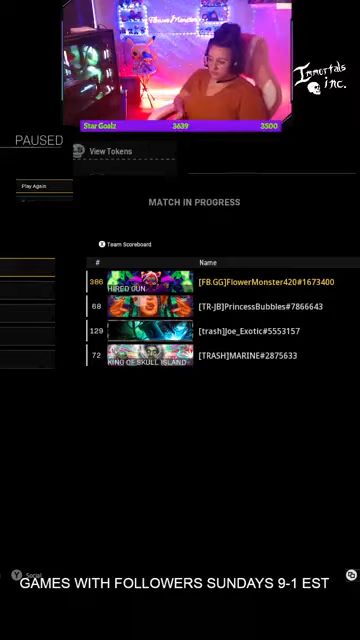 Immortals
inc.
Star Goalz 3639 3500
PAUSED
View Tokens
Play Again
MATCH IN PROGRESS
X Team Scoreboard
# Name
366 HIRED GUN [FB.GG]FlowerMonster420#1673400
68 [TR-JB]PrincessBubbles#7866643
129 [trash]Joe_Exotic#5553157
72 KING OF SKULL ISLAND [TRASH]MARINE#2875633
Y Social
GAMES WITH FOLLOWERS SUNDAYS 9-1 EST